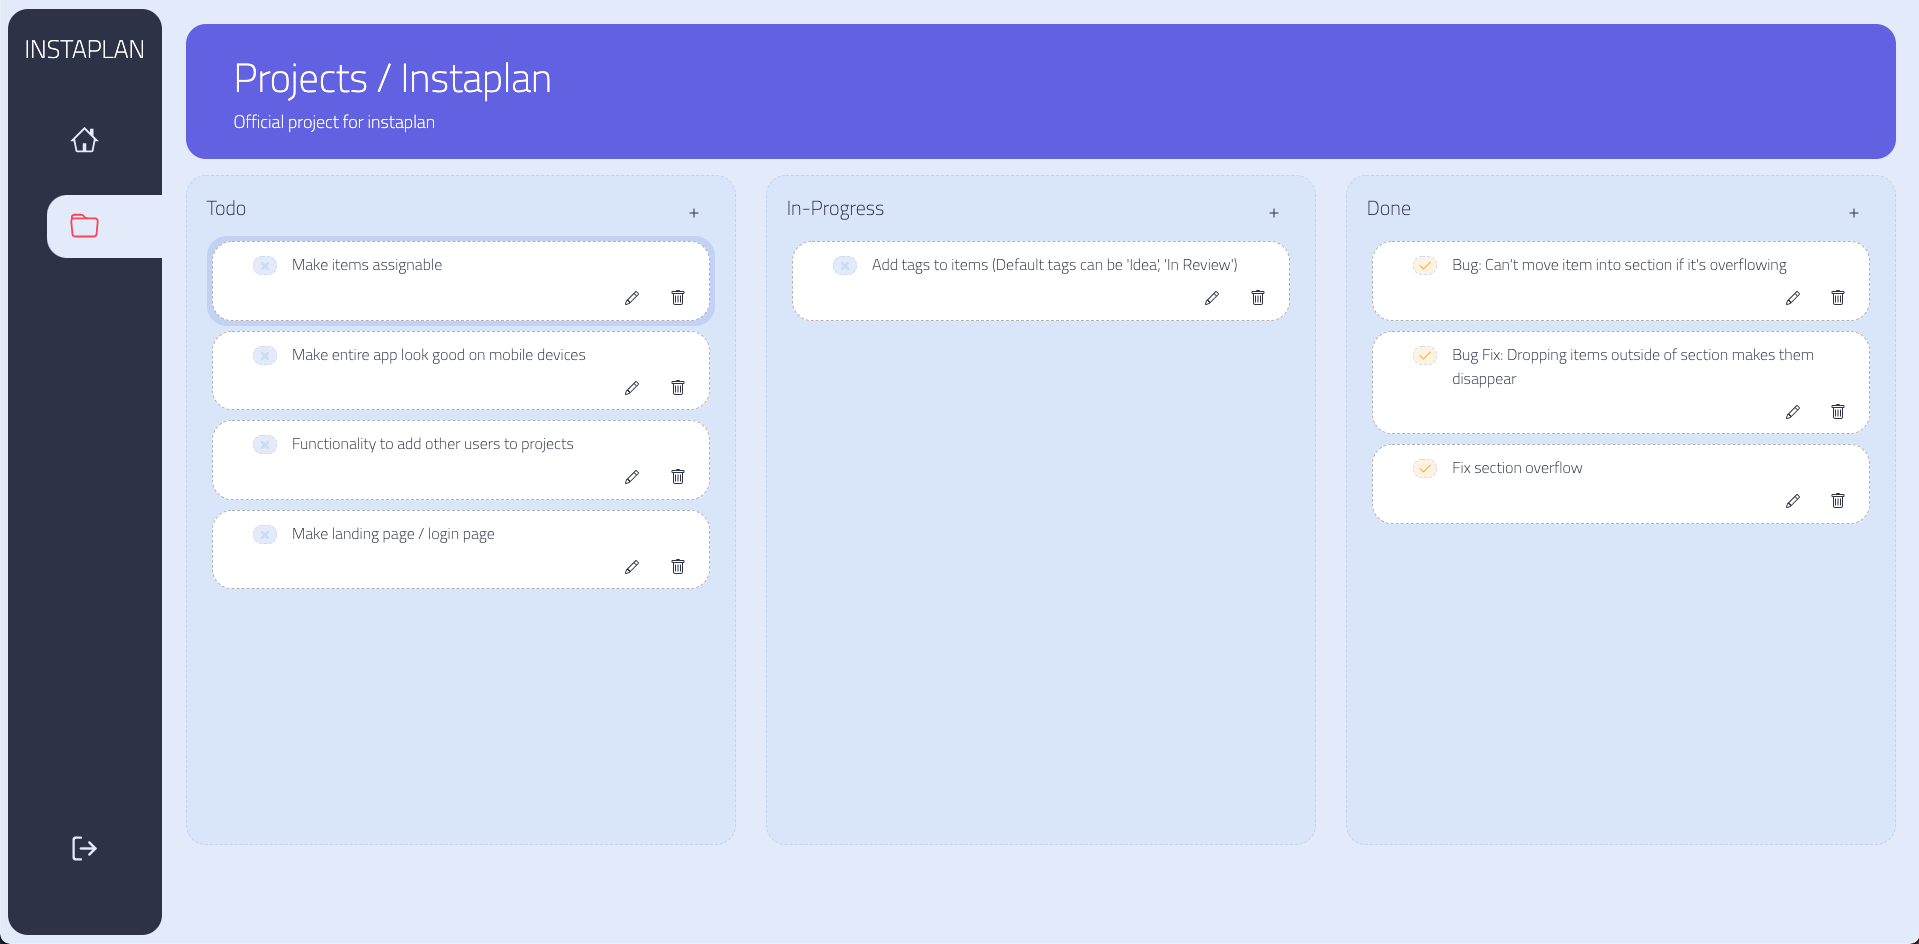 INSTAPLAN
Projects / Instaplan
Official project for instaplan
Todo
+
Make items assignable
Make entire app look good on mobile devices
Functionality to add other users to projects
Make landing page / login page
In-Progress
+
Add tags to items (Default tags can be 'Idea', 'In Review')
Done
+
Bug: Can't move item into section if it's overflowing
Bug Fix: Dropping items outside of section makes them
disappear
Fix section overflow